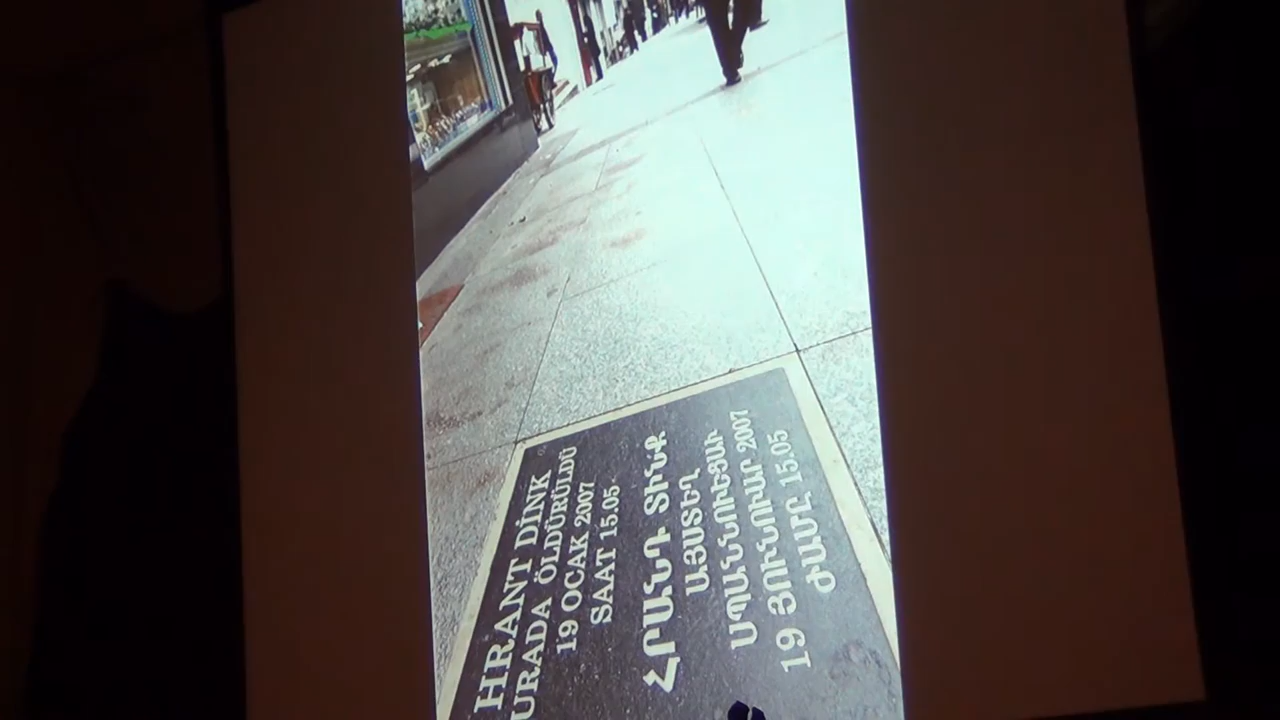 HRANT DİNK
URADA ÖLDÜRÜLDÜ
19 OCAK 2007
SAAT 15.05
ՀՐԱՆԴ ՏԻՆՔ
ԱՅՍՏԵՂ
ՍՊԱՆՆՈՒԵՑԱՒ
19 ՅՈՒՆՈՒԱՐ 2007
ԺԱՄԸ 15.05